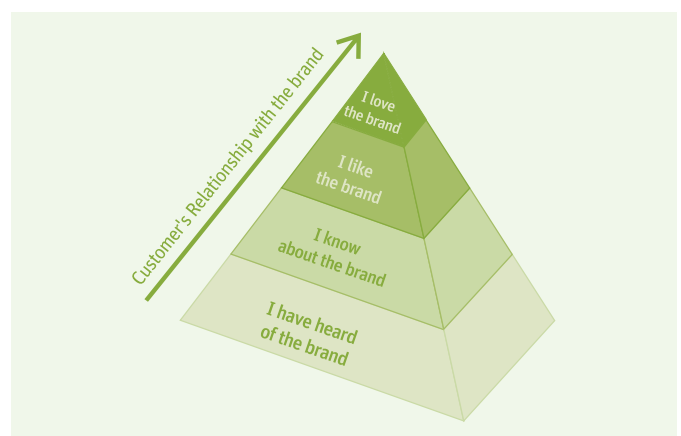 Customer's Relationship with the brand
I love
the brand
I like
the brand
I know
about the brand
I have heard
of the brand